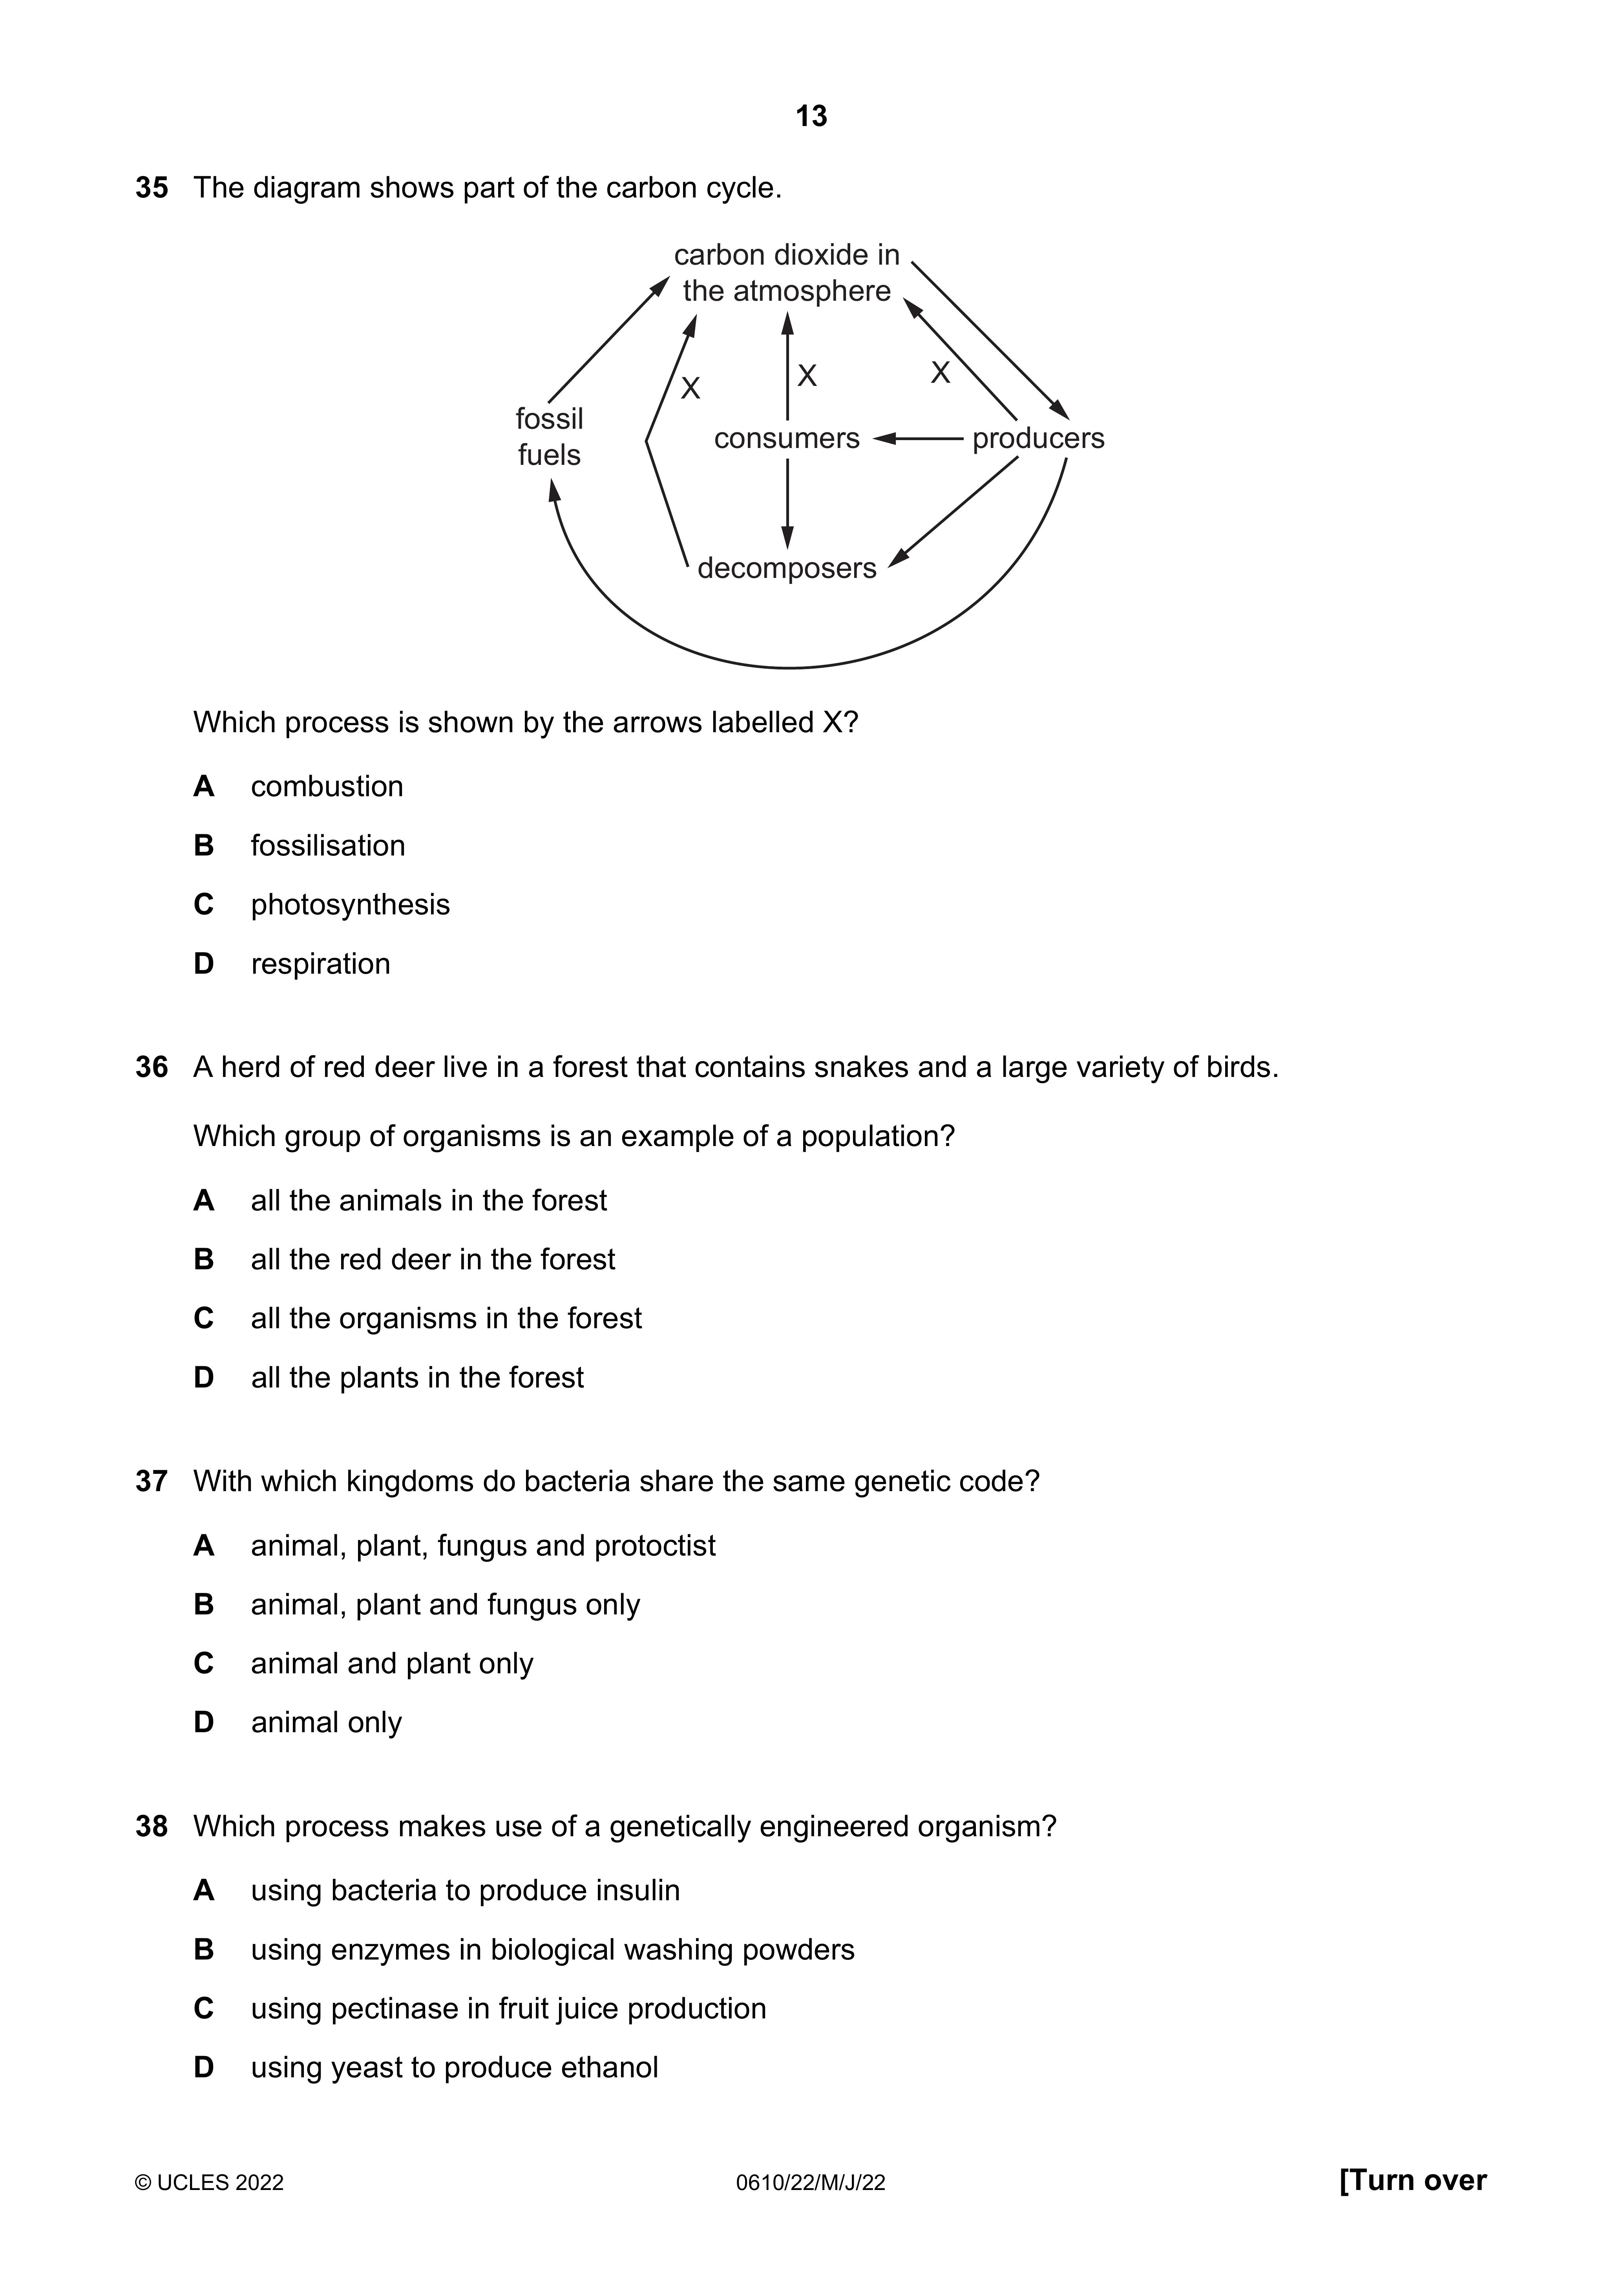 13
35 The diagram shows part of the carbon cycle.
carbon dioxide in
the atmosphere
X
X
X
fossil
fuels
consumers
producers
decomposers
Which process is shown by the arrows labelled X?
A combustion
B fossilisation
C photosynthesis
D respiration
36 A herd of red deer live in a forest that contains snakes and a large variety of birds.
Which group of organisms is an example of a population?
A all the animals in the forest
B all the red deer in the forest
C all the organisms in the forest
D all the plants in the forest
37 With which kingdoms do bacteria share the same genetic code?
A animal, plant, fungus and protoctist
B animal, plant and fungus only
C animal and plant only
D animal only
38 Which process makes use of a genetically engineered organism?
A using bacteria to produce insulin
B using enzymes in biological washing powders
C using pectinase in fruit juice production
D using yeast to produce ethanol
© UCLES 2022 0610/22/M/J/22 [Turn over